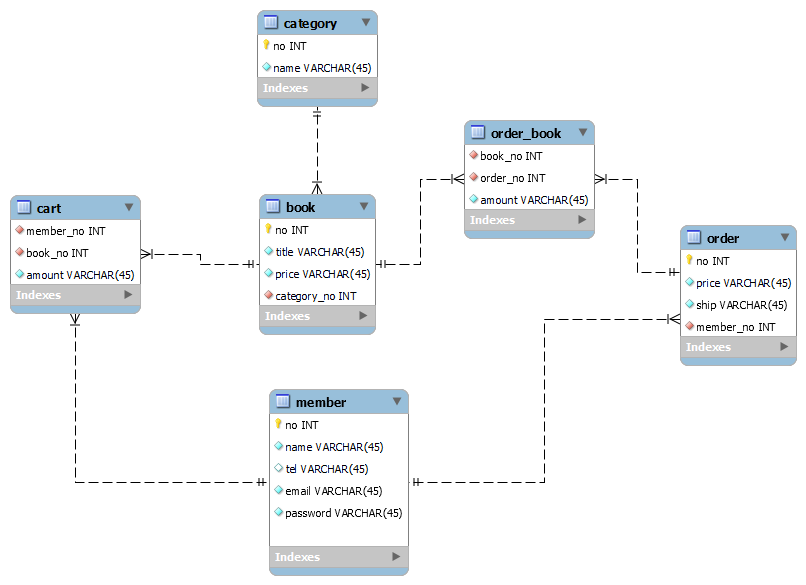 category
no INT
name VARCHAR(45)
Indexes
order_book
book_no INT
order_no INT
amount VARCHAR(45)
Indexes
cart
member_no INT
book_no INT
amount VARCHAR(45)
Indexes
book
no INT
title VARCHAR(45)
price VARCHAR(45)
category_no INT
Indexes
order
no INT
price VARCHAR(45)
ship VARCHAR(45)
member_no INT
Indexes
member
no INT
name VARCHAR(45)
tel VARCHAR(45)
email VARCHAR(45)
password VARCHAR(45)
Indexes